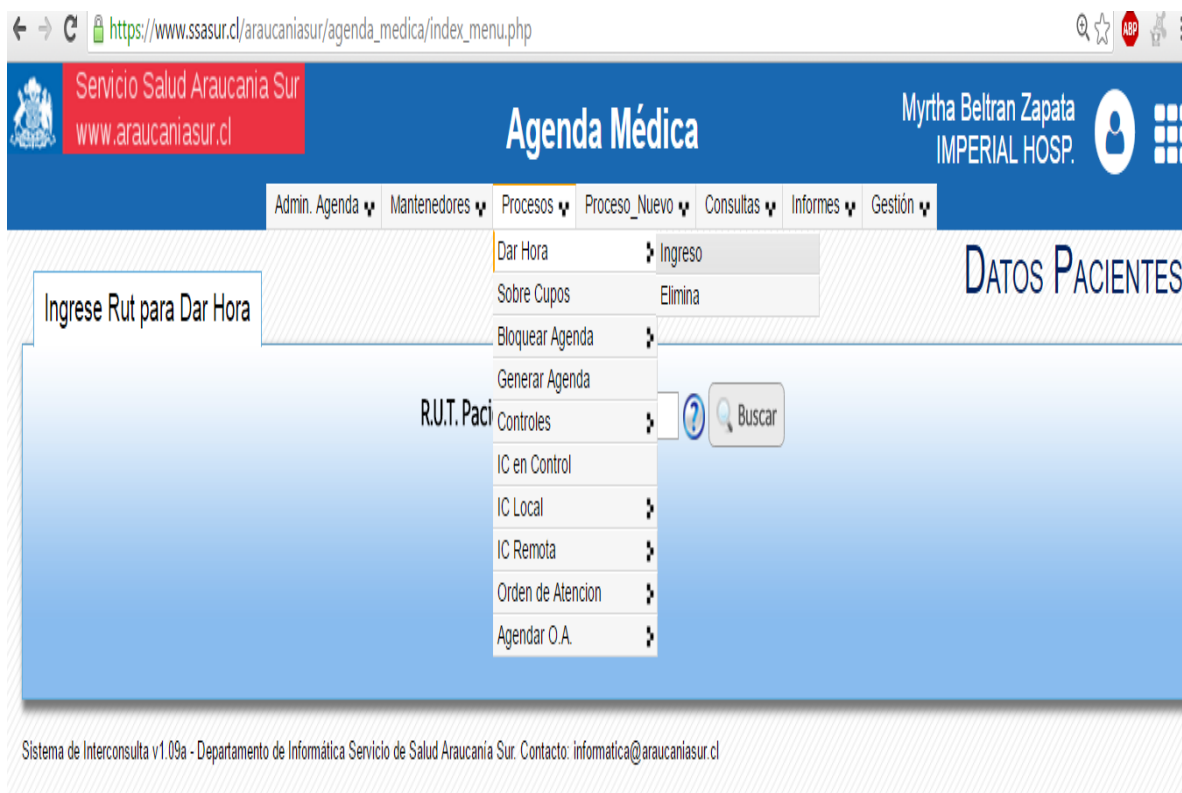 https://www.ssasur.cl/araucaniasur/agenda_medica/index_menu.php
ABP
Servicio Salud Araucania Sur
www.araucaniasur.cl
Agenda Médica
Myrtha Beltran Zapata
IMPERIAL HOSP.
Admin. Agenda Mantenedores Procesos Proceso_Nuevo Consultas Informes Gestión
Dar Hora Ingreso
DATOS PACIENTES
Ingrese Rut para Dar Hora
Sobre Cupos Elimina
Bloquear Agenda
Generar Agenda
R.U.T. Paci
Controles
? Buscar
IC en Control
IC Local
IC Remota
Orden de Atencion
Agendar O.A.
Sistema de Interconsulta v1.09a - Departamento de Informática Servicio de Salud Araucanía Sur. Contacto: informatica@araucaniasur.cl